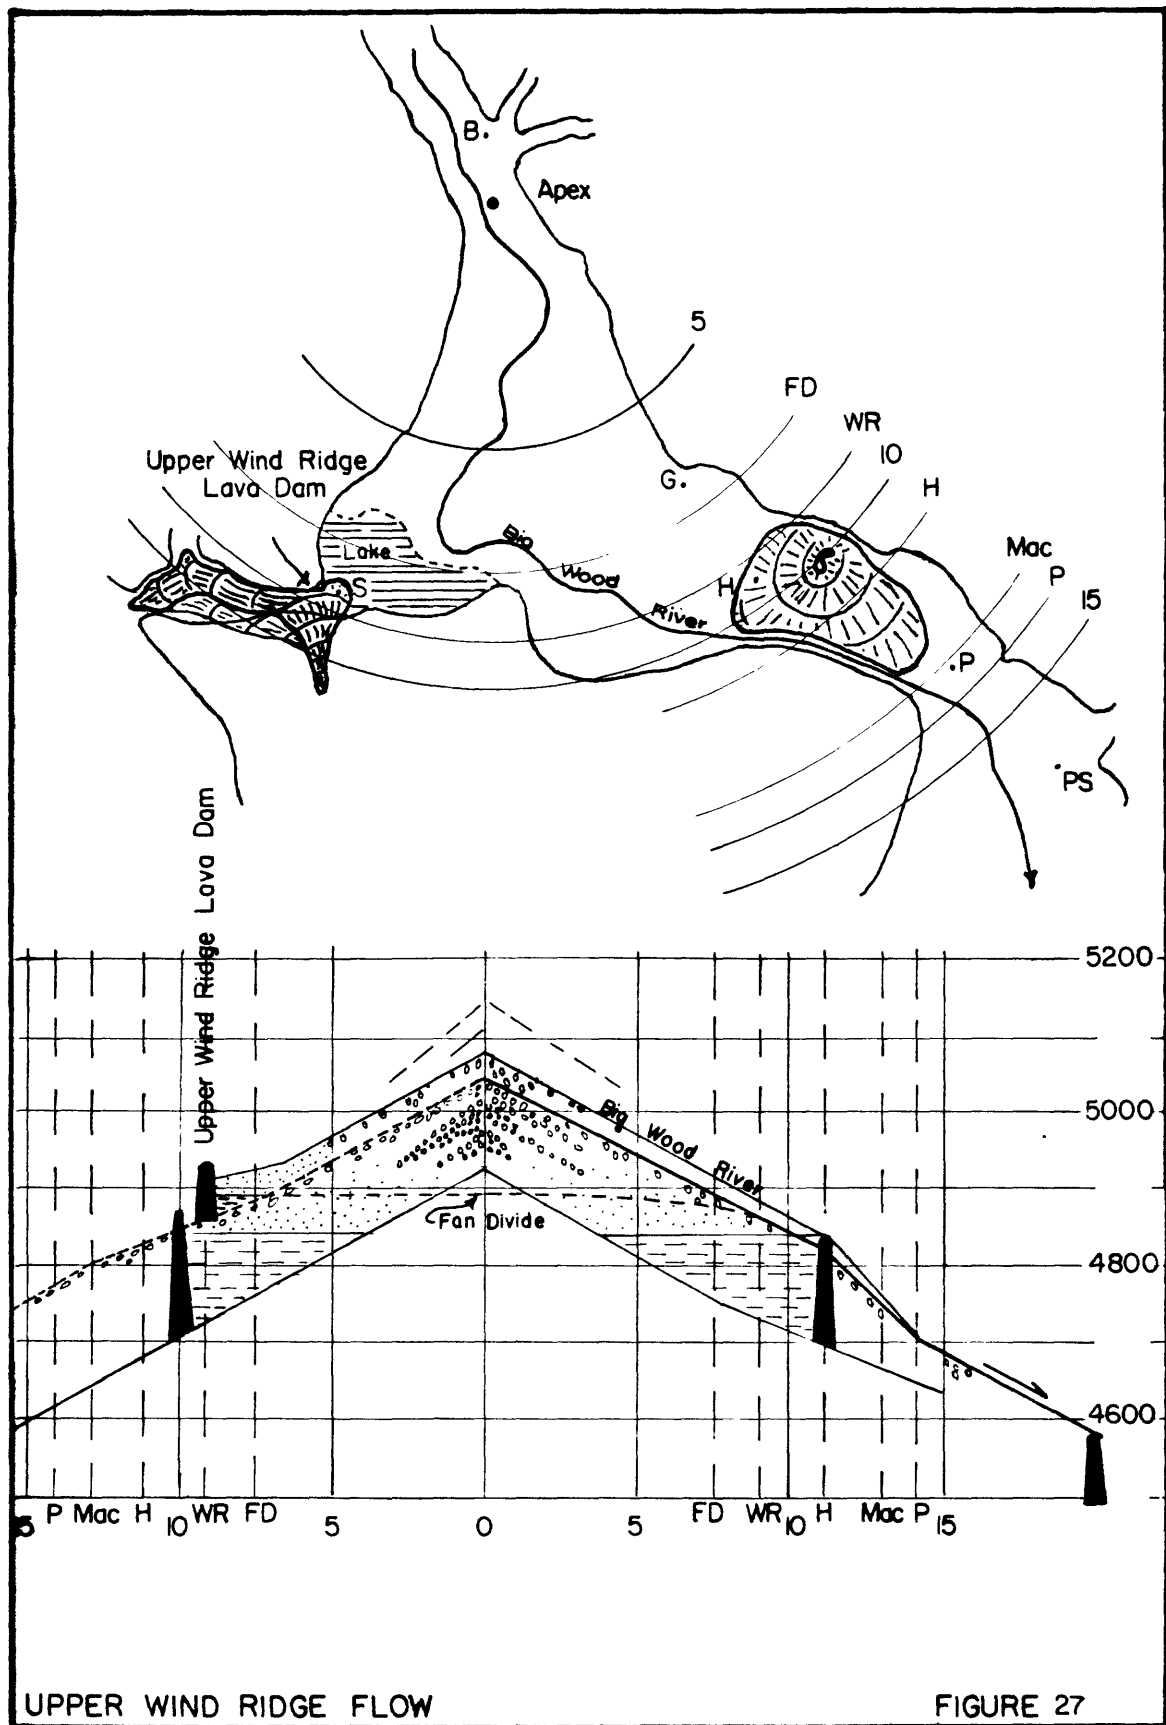 B.
Apex
5
FD
WR
10
H
Upper Wind Ridge
Lava Dam
G.
Mac
P
15
Big
Wood
River
Lake
S
H
.P
.PS
Upper Wind Ridge Lava Dam
5200
5000
4800
4600
Big Wood River
Fan Divide
5 P Mac H 10 WR FD 5 0 5 FD WR 10 H Mac P 15
UPPER WIND RIDGE FLOW
FIGURE 27